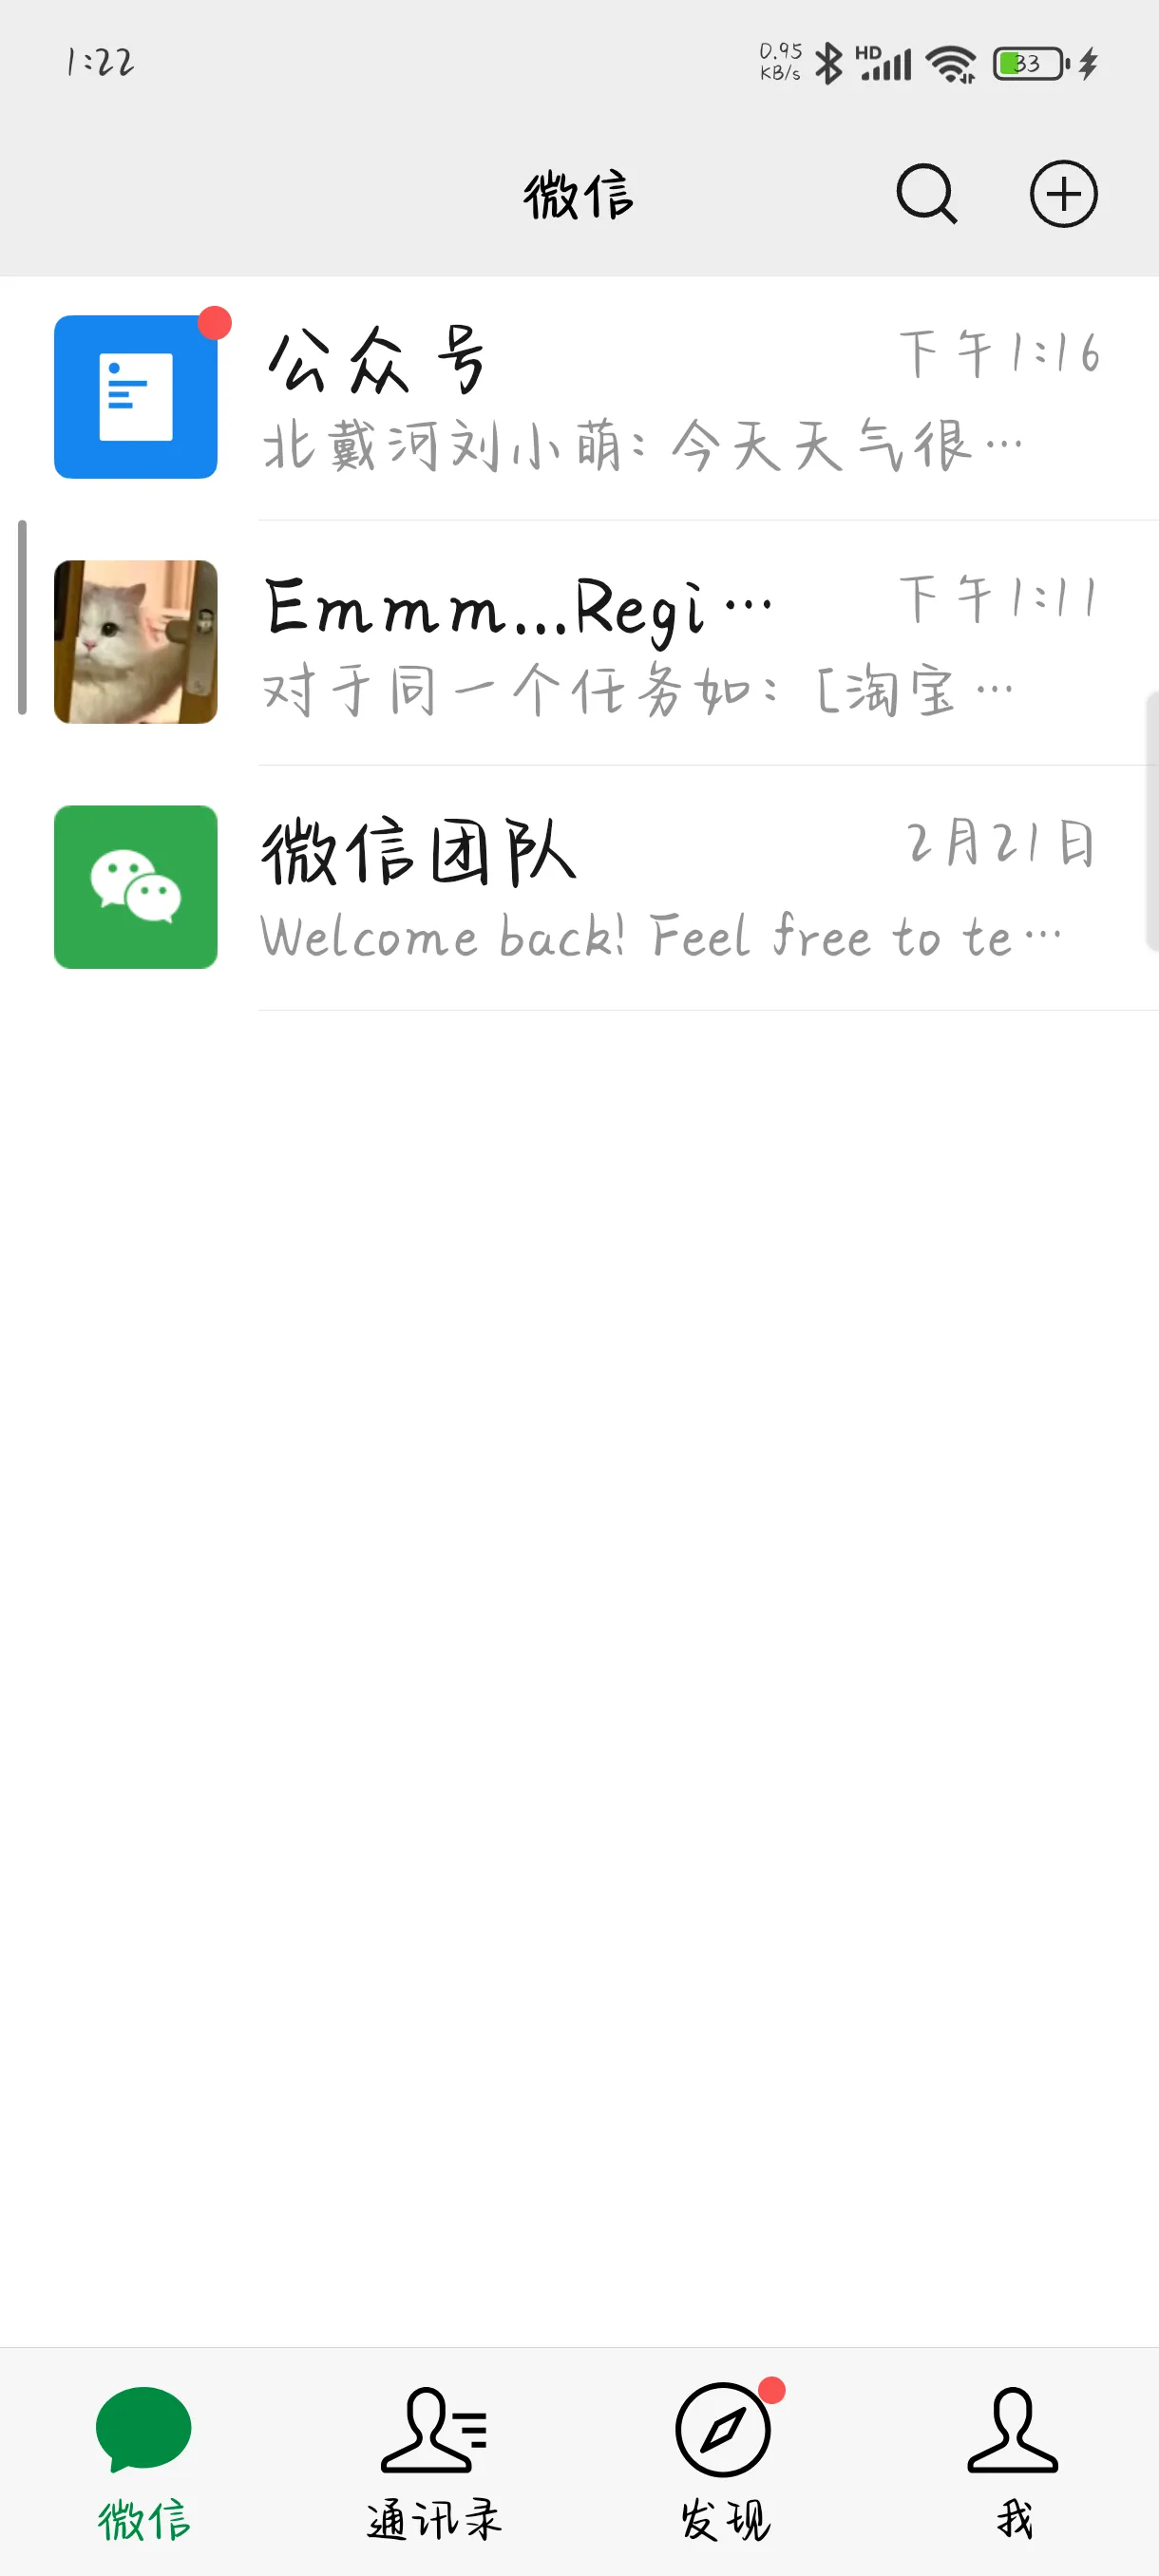 1:22
0.95
KB/s
HD
33
微信
公众号
下午1:16
北戴河刘小萌: 今天天气很…
Emmm...Regi…
下午1:11
对于同一个任务如: [淘宝…
微信团队
2月21日
Welcome back! Feel free to te…
微信
通讯录
发现
我